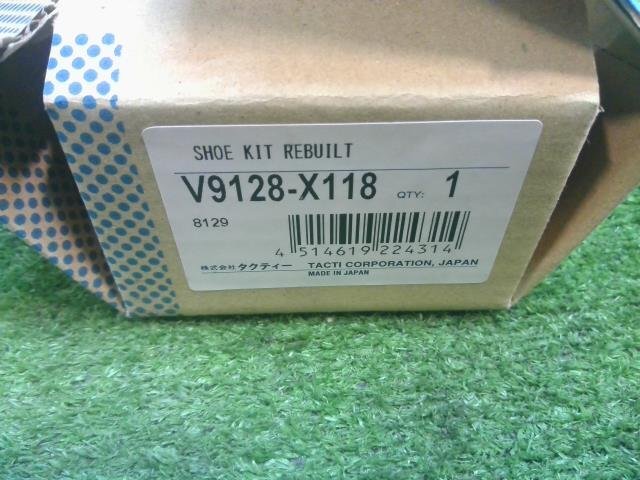 SHOE KIT REBUILT
V9128-X118 QTY: 1
8129
4 514619 224314
株式会社 タクティー TACTI CORPORATION, JAPAN
MADE IN JAPAN